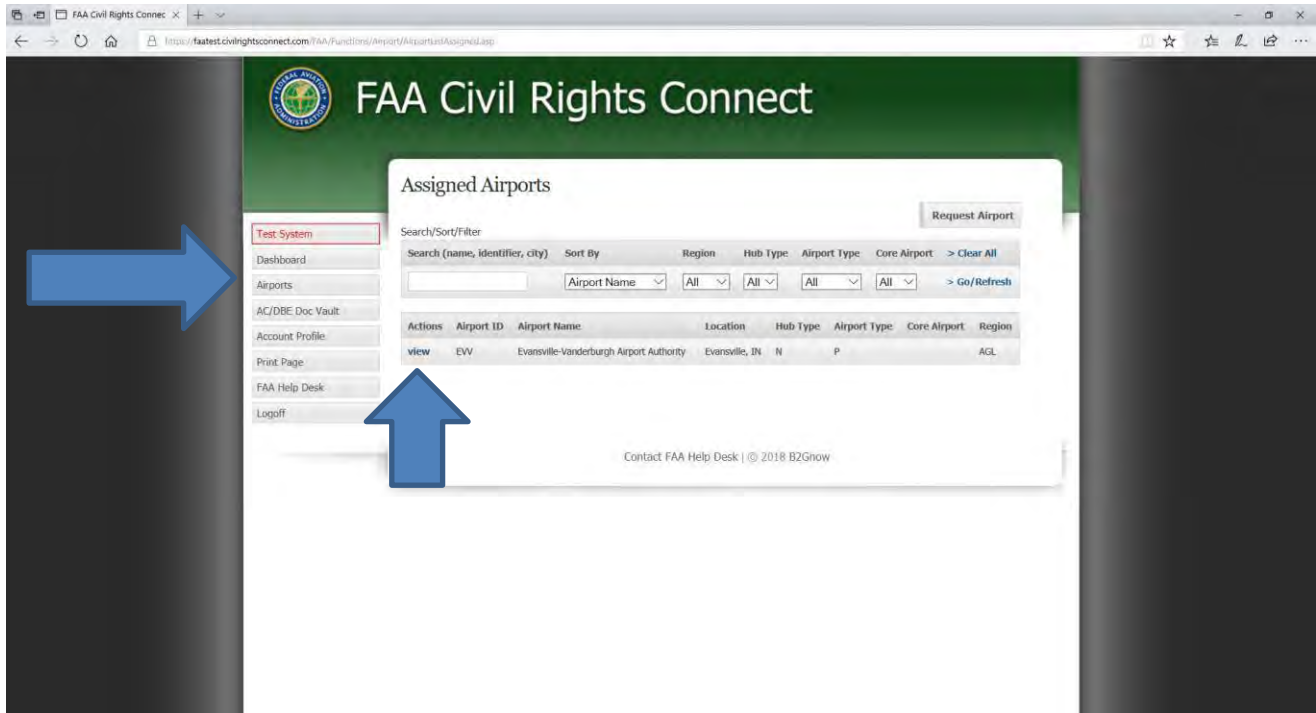 FAA Civil Rights Connec
https://faatest.civilrightsconnect.com/FAA/Functions/Airport/AirportListAssigned.asp
FAA Civil Rights Connect
Assigned Airports
Request Airport
Test System
Dashboard
Airports
AC/DBE Doc Vault
Account Profile
Print Page
FAA Help Desk
Logoff
Search/Sort/Filter
Search (name, identifier, city) Sort By Region Hub Type Airport Type Core Airport > Clear All
Airport Name All All All All > Go/Refresh
Actions Airport ID Airport Name Location Hub Type Airport Type Core Airport Region
view EVV Evansville-Vanderburgh Airport Authority Evansville, IN N P AGL
Contact FAA Help Desk | © 2018 B2Gnow